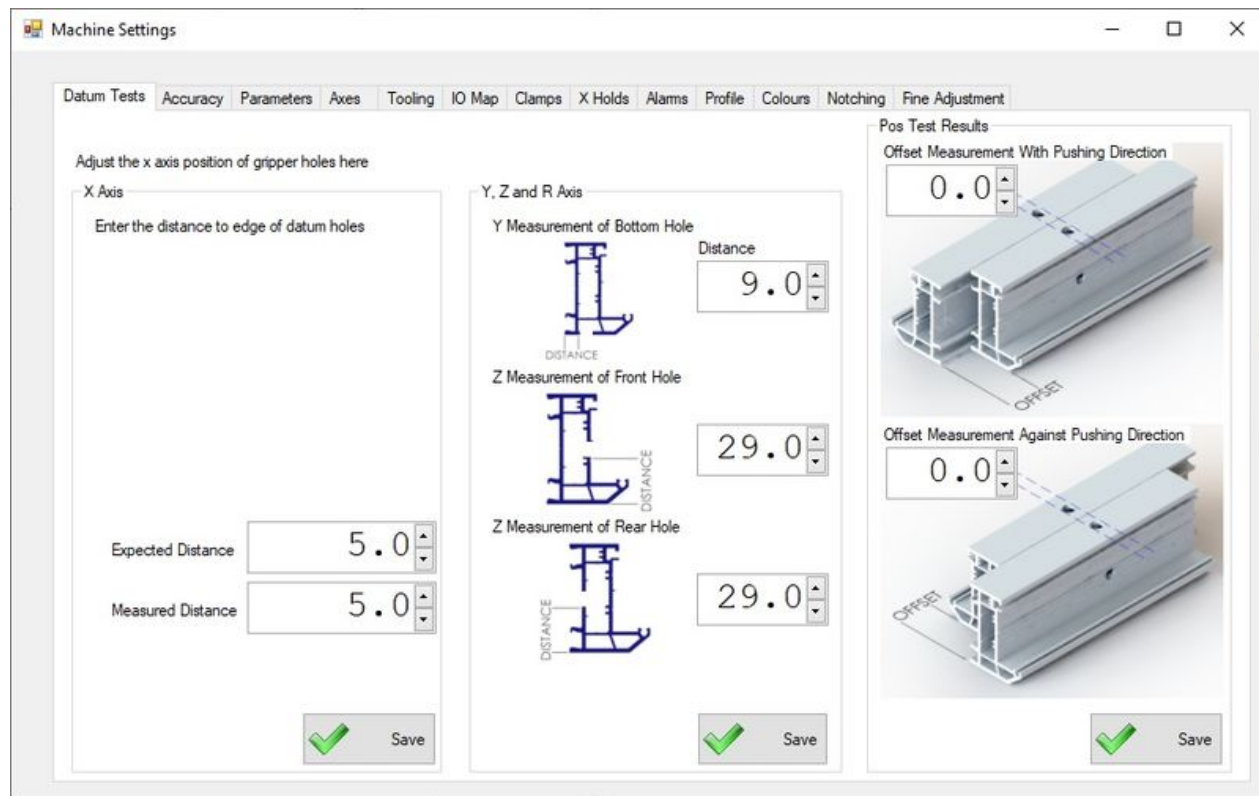 Machine Settings
Datum Tests Accuracy Parameters Axes Tooling IO Map Clamps X Holds Alarms Profile Colours Notching Fine Adjustment
Adjust the x axis position of gripper holes here
X Axis
Enter the distance to edge of datum holes
Expected Distance 5.0
Measured Distance 5.0
Save
Y, Z and R Axis
Y Measurement of Bottom Hole
Distance
9.0
DISTANCE
Z Measurement of Front Hole
29.0
DISTANCE
Z Measurement of Rear Hole
29.0
DISTANCE
Save
Pos Test Results
Offset Measurement With Pushing Direction
0.0
OFFSET
Offset Measurement Against Pushing Direction
0.0
OFFSET
Save